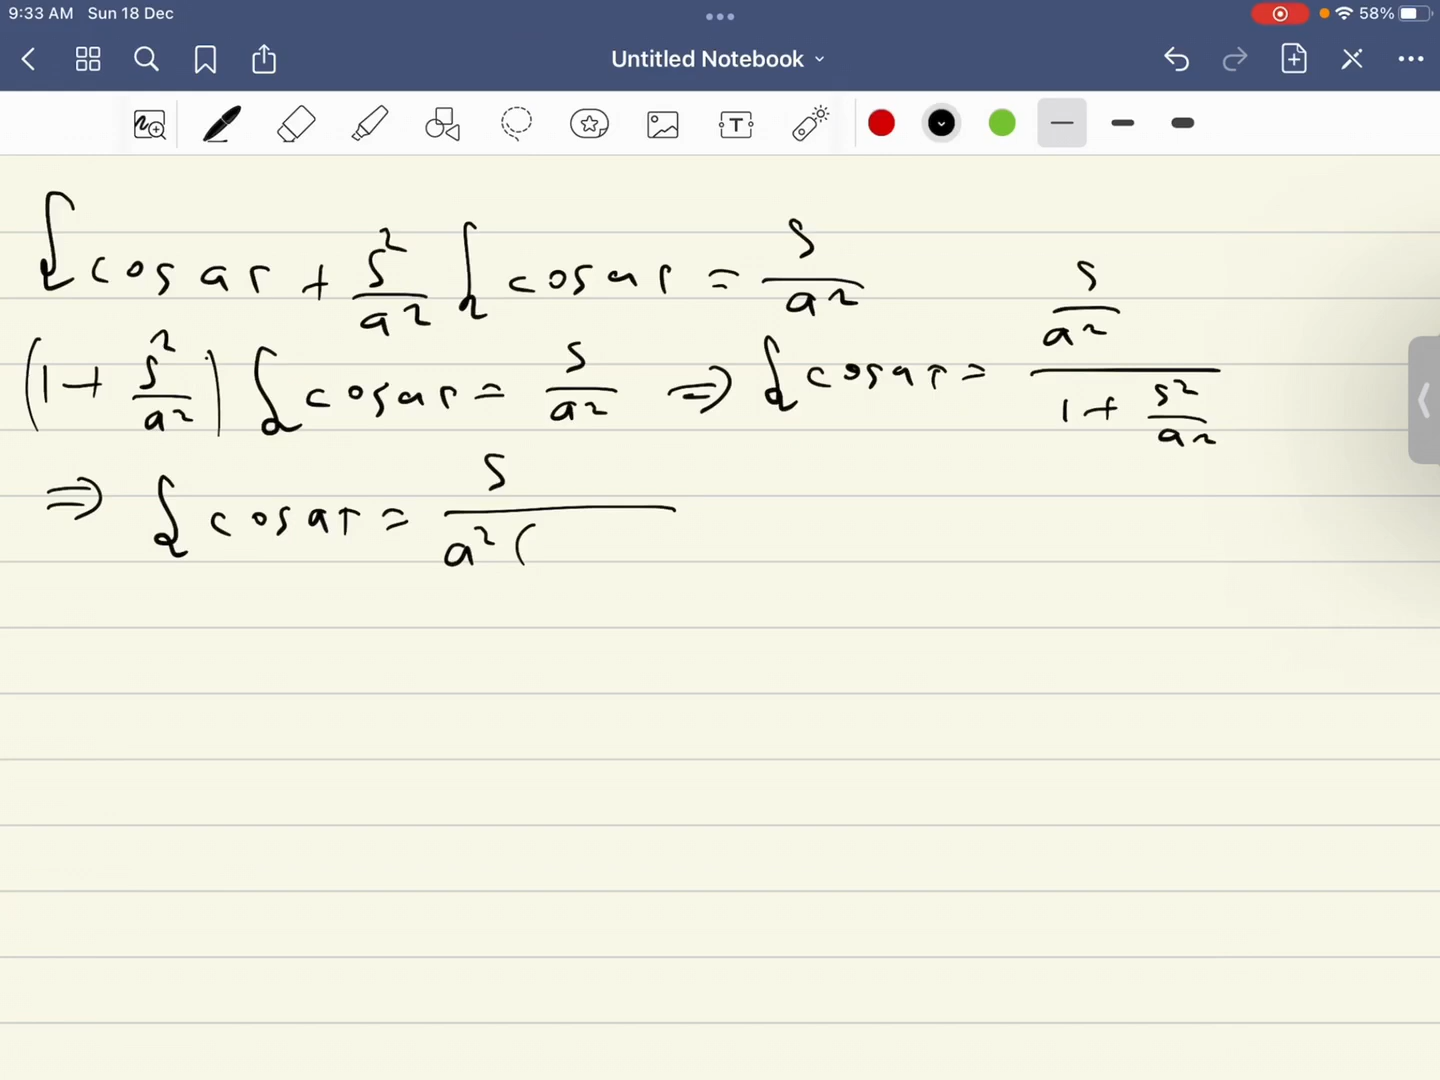 9:33 AM Sun 18 Dec 58%
Untitled Notebook
T
ℒ cos at + s²/a² ℒ cos at = s/a²
(1 + s²/a²) ℒ cos at = s/a² ⇒ ℒ cos at = (s/a²)/(1 + s²/a²)
⇒ ℒ cos at = s/a² (